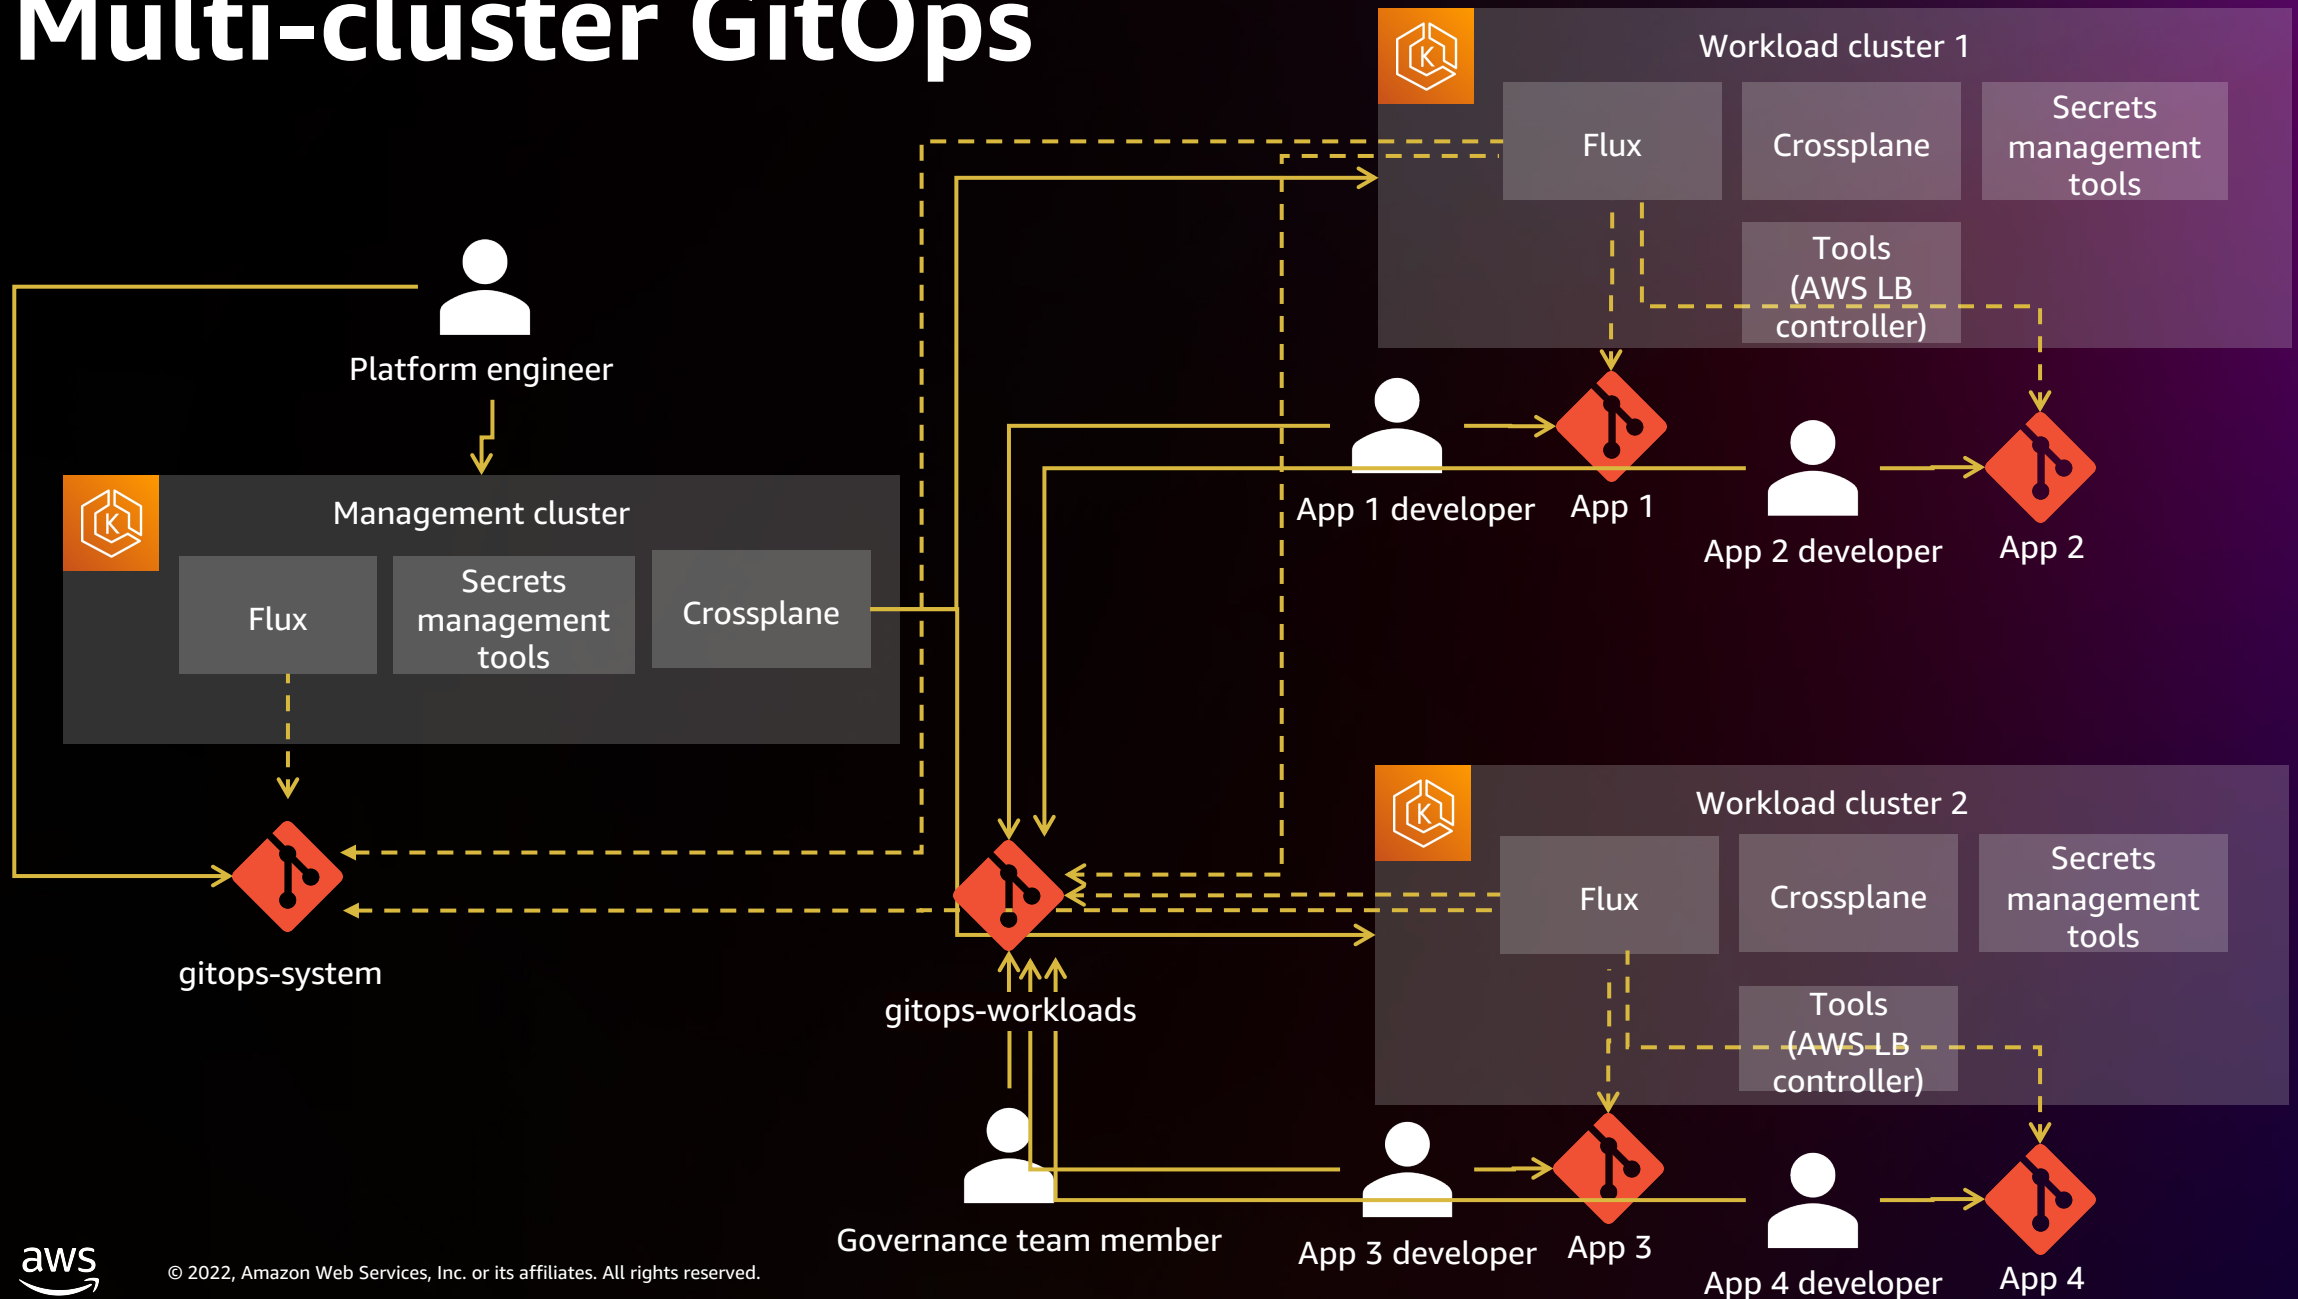 Multi-cluster GitOps
Workload cluster 1
K
Flux
Crossplane
Secrets
management
tools
Tools
(AWS LB
controller)
Platform engineer
App 1 developer
App 1
App 2 developer
App 2
K
Management cluster
Flux
Secrets
management
tools
Crossplane
gitops-system
gitops-workloads
K
Workload cluster 2
Flux
Crossplane
Secrets
management
tools
Tools
(AWS LB
controller)
Governance team member
App 3 developer
App 3
App 4 developer
App 4
aws
© 2022, Amazon Web Services, Inc. or its affiliates. All rights reserved.